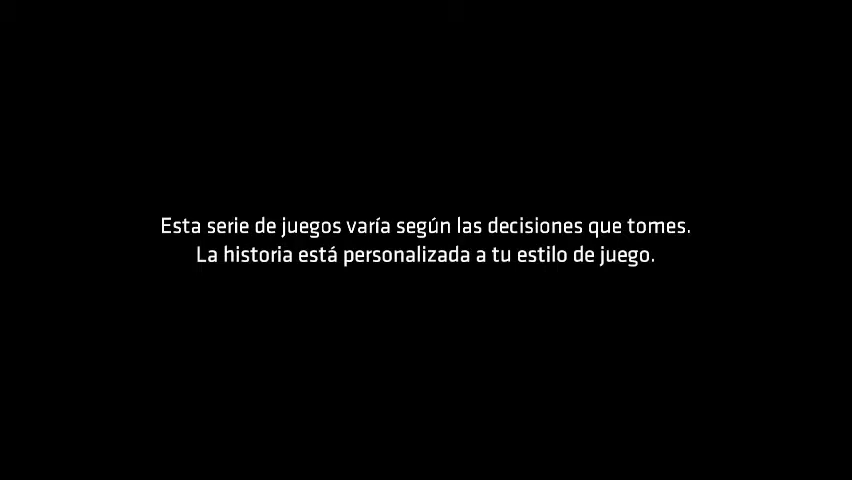 Esta serie de juegos varía según las decisiones que tomes.
La historia está personalizada a tu estilo de juego.